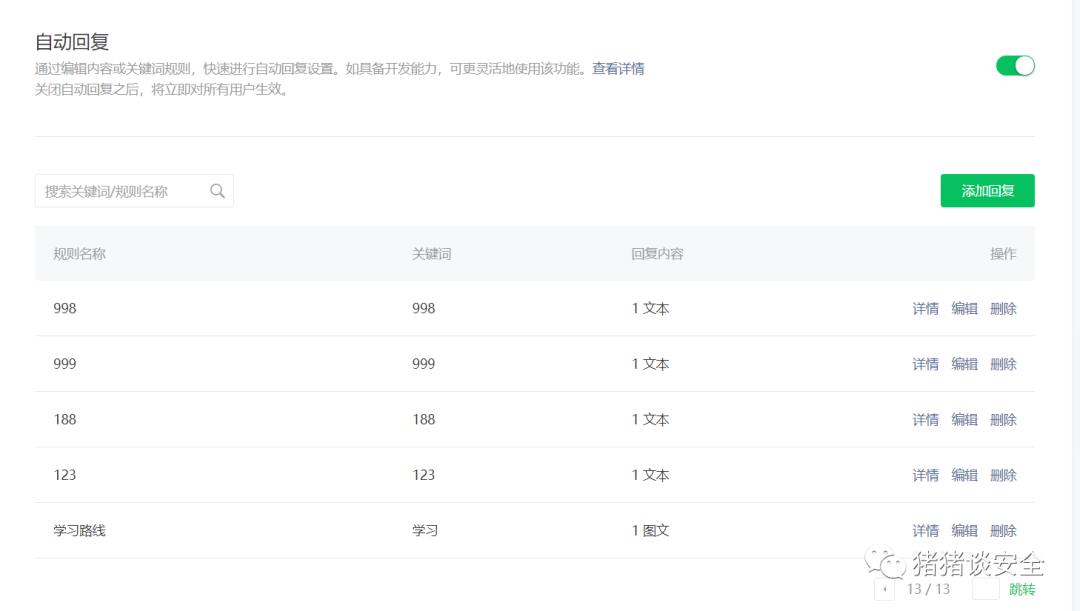 自动回复
通过编辑内容或关键词规则，快速进行自动回复设置。如具备开发能力，可更灵活地使用该功能。查看详情
关闭自动回复之后，将立即对所有用户生效。
搜索关键词/规则名称
添加回复
规则名称 关键词 回复内容 操作
998 998 1 文本 详情 编辑 删除
999 999 1 文本 详情 编辑 删除
188 188 1 文本 详情 编辑 删除
123 123 1 文本 详情 编辑 删除
学习路线 学习 1 图文 详情 编辑 删除
猪猪谈安全
13 / 13 跳转